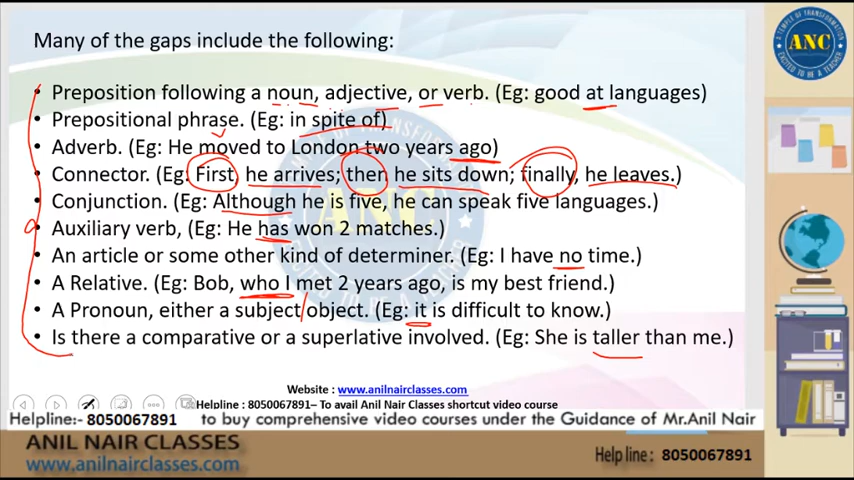 Many of the gaps include the following:
• Preposition following a noun, adjective, or verb. (Eg: good at languages)
• Prepositional phrase. (Eg: in spite of)
• Adverb. (Eg: He moved to London two years ago)
• Connector. (Eg: First, he arrives; then he sits down; finally, he leaves.)
• Conjunction. (Eg: Although he is five, he can speak five languages.)
• Auxiliary verb, (Eg: He has won 2 matches.)
• An article or some other kind of determiner. (Eg: I have no time.)
• A Relative. (Eg: Bob, who I met 2 years ago, is my best friend.)
• A Pronoun, either a subject/object. (Eg: it is difficult to know.)
• Is there a comparative or a superlative involved. (Eg: She is taller than me.)
ANC
Website : www.anilnairclasses.com
Helpline : 8050067891– To avail Anil Nair Classes shortcut video course
Helpline:- 8050067891 to buy comprehensive video courses under the Guidance of Mr.Anil Nair
ANIL NAIR CLASSES
www.anilnairclasses.com
Help line : 8050067891